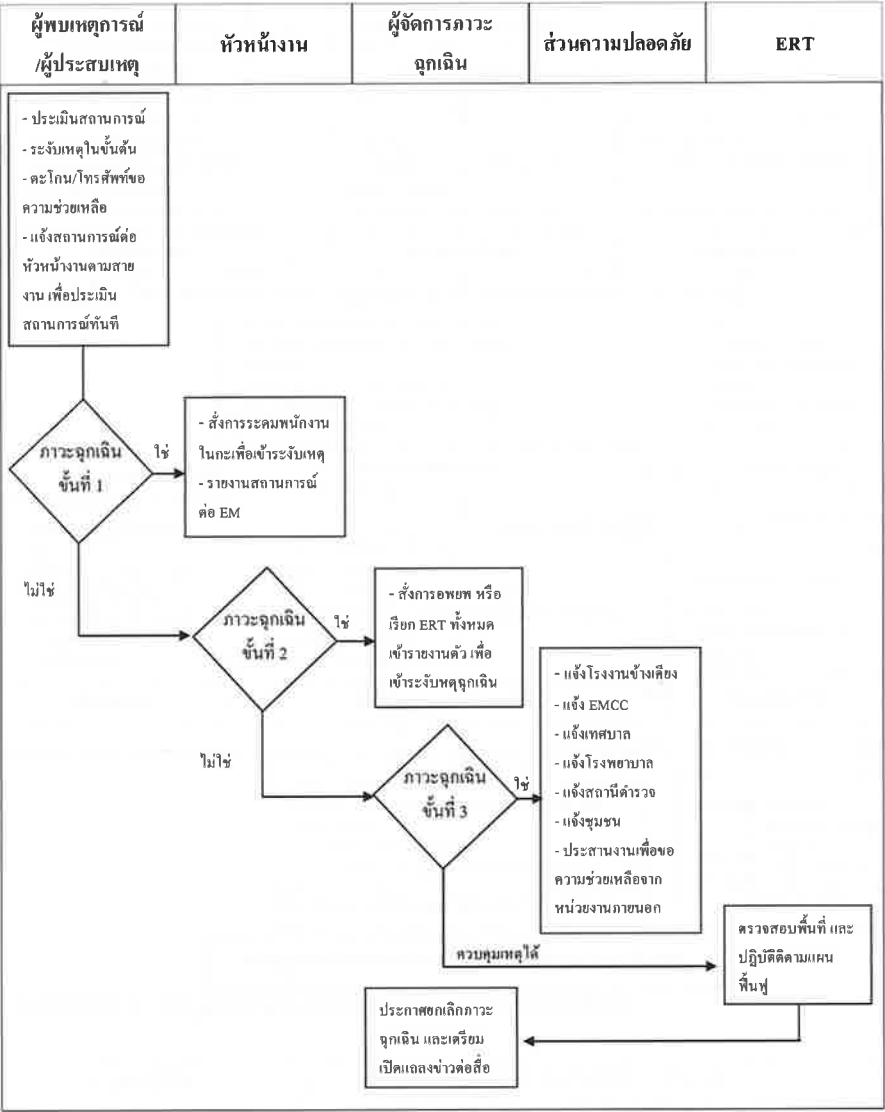 ผู้พบเหตุการณ์
/ผู้ประสบเหตุ
หัวหน้างาน
ผู้จัดการภาวะ
ฉุกเฉิน
ส่วนความปลอดภัย
ERT
- ประเมินสถานการณ์
- ระงับเหตุในขั้นต้น
- ตะโกน/โทรศัพท์ขอ
ความช่วยเหลือ
- แจ้งสถานการณ์ต่อ
หัวหน้างานตามสาย
งาน เพื่อประเมิน
สถานการณ์ทันที
ภาวะฉุกเฉิน
ขั้นที่ 1
ใช่
- สั่งการระดมพนักงาน
ในกะเพื่อเข้าระงับเหตุ
- รายงานสถานการณ์
ต่อ EM
ไม่ใช่
ภาวะฉุกเฉิน
ขั้นที่ 2
ใช่
- สั่งการอพยพ หรือ
เรียก ERT ทั้งหมด
เข้ารายงานตัว เพื่อ
เข้าระงับหตุฉุกเฉิน
ไม่ใช่
ภาวะฉุกเฉิน
ขั้นที่ 3
ใช่
- แจ้งโรงงานข้างเคียง
- แจ้ง EMCC
- แจ้งเทศบาล
- แจ้งโรงพยาบาล
- แจ้งสถานีตำรวจ
- แจ้งชุมชน
- ประสานงานเพื่อขอ
ความช่วยเหลือจาก
หน่วยงานภายนอก
ควบคุมเหตุได้
ตรวจสอบพื้นที่ และ
ปฏิบัติติตามแผน
ฟื้นฟู
ประกาศยกเลิกภาวะ
ฉุกเฉิน และเตรียม
เปิดแถลงข่าวต่อสื่อ